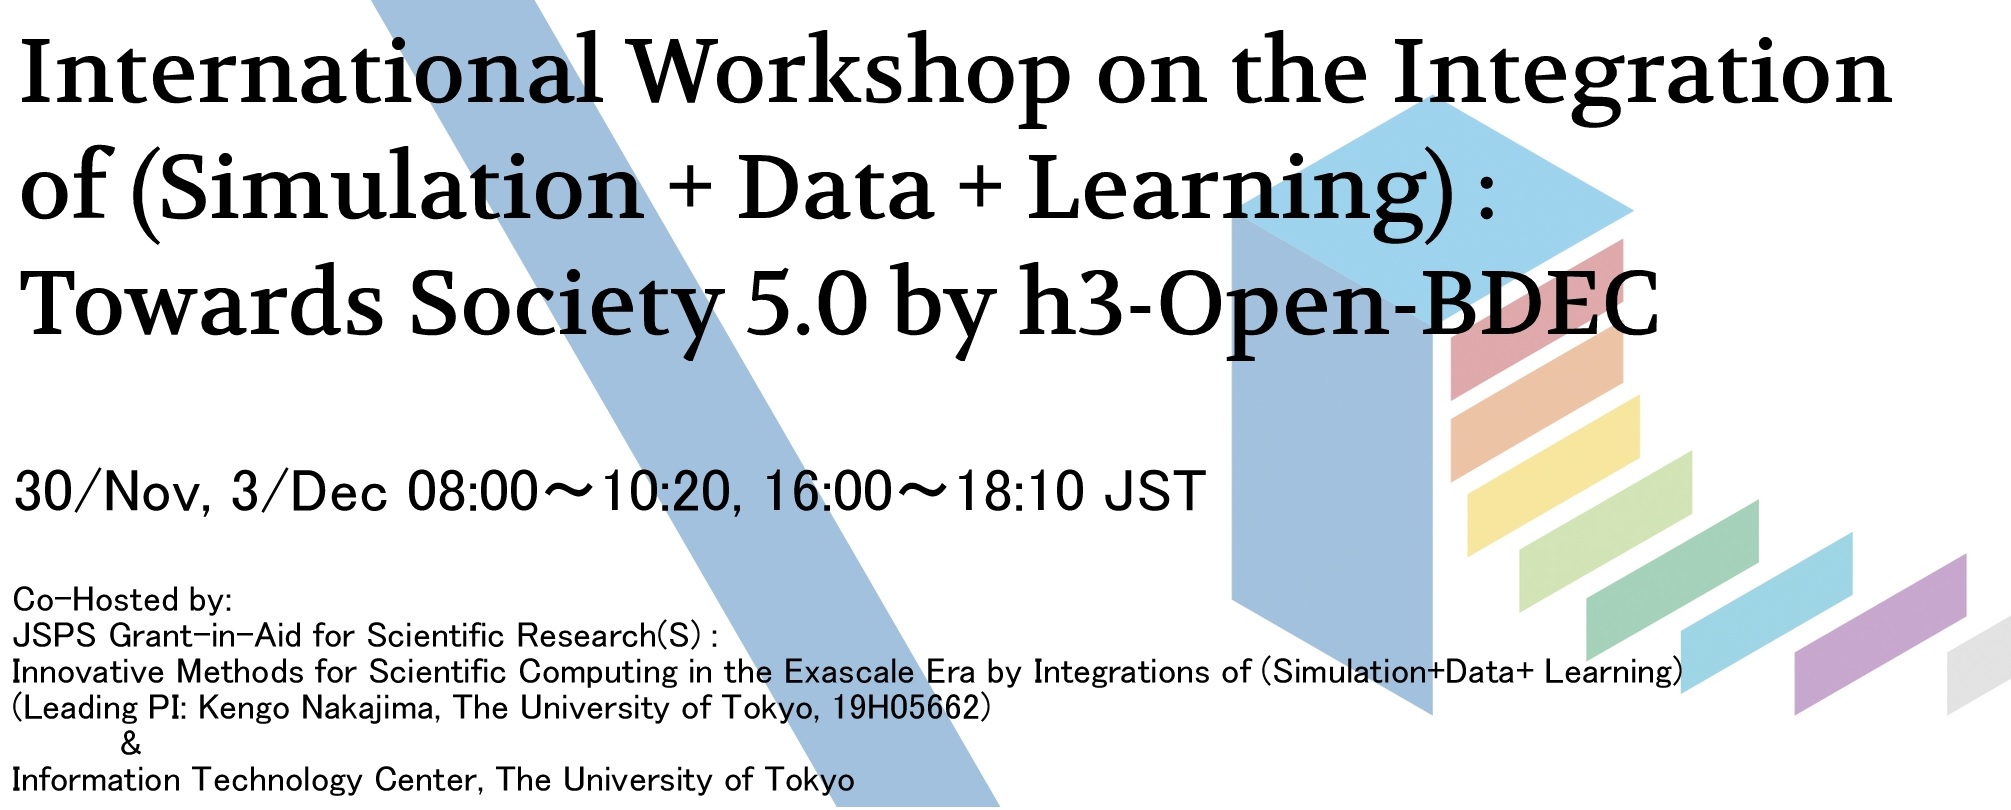 International Workshop on the Integration
of (Simulation + Data + Learning) :
Towards Society 5.0 by h3-Open-BDEC
30/Nov, 3/Dec 08:00～10:20, 16:00～18:10 JST
Co-Hosted by:
JSPS Grant-in-Aid for Scientific Research(S) :
Innovative Methods for Scientific Computing in the Exascale Era by Integrations of (Simulation+Data+ Learning)
(Leading PI: Kengo Nakajima, The University of Tokyo, 19H05662)
&
Information Technology Center, The University of Tokyo